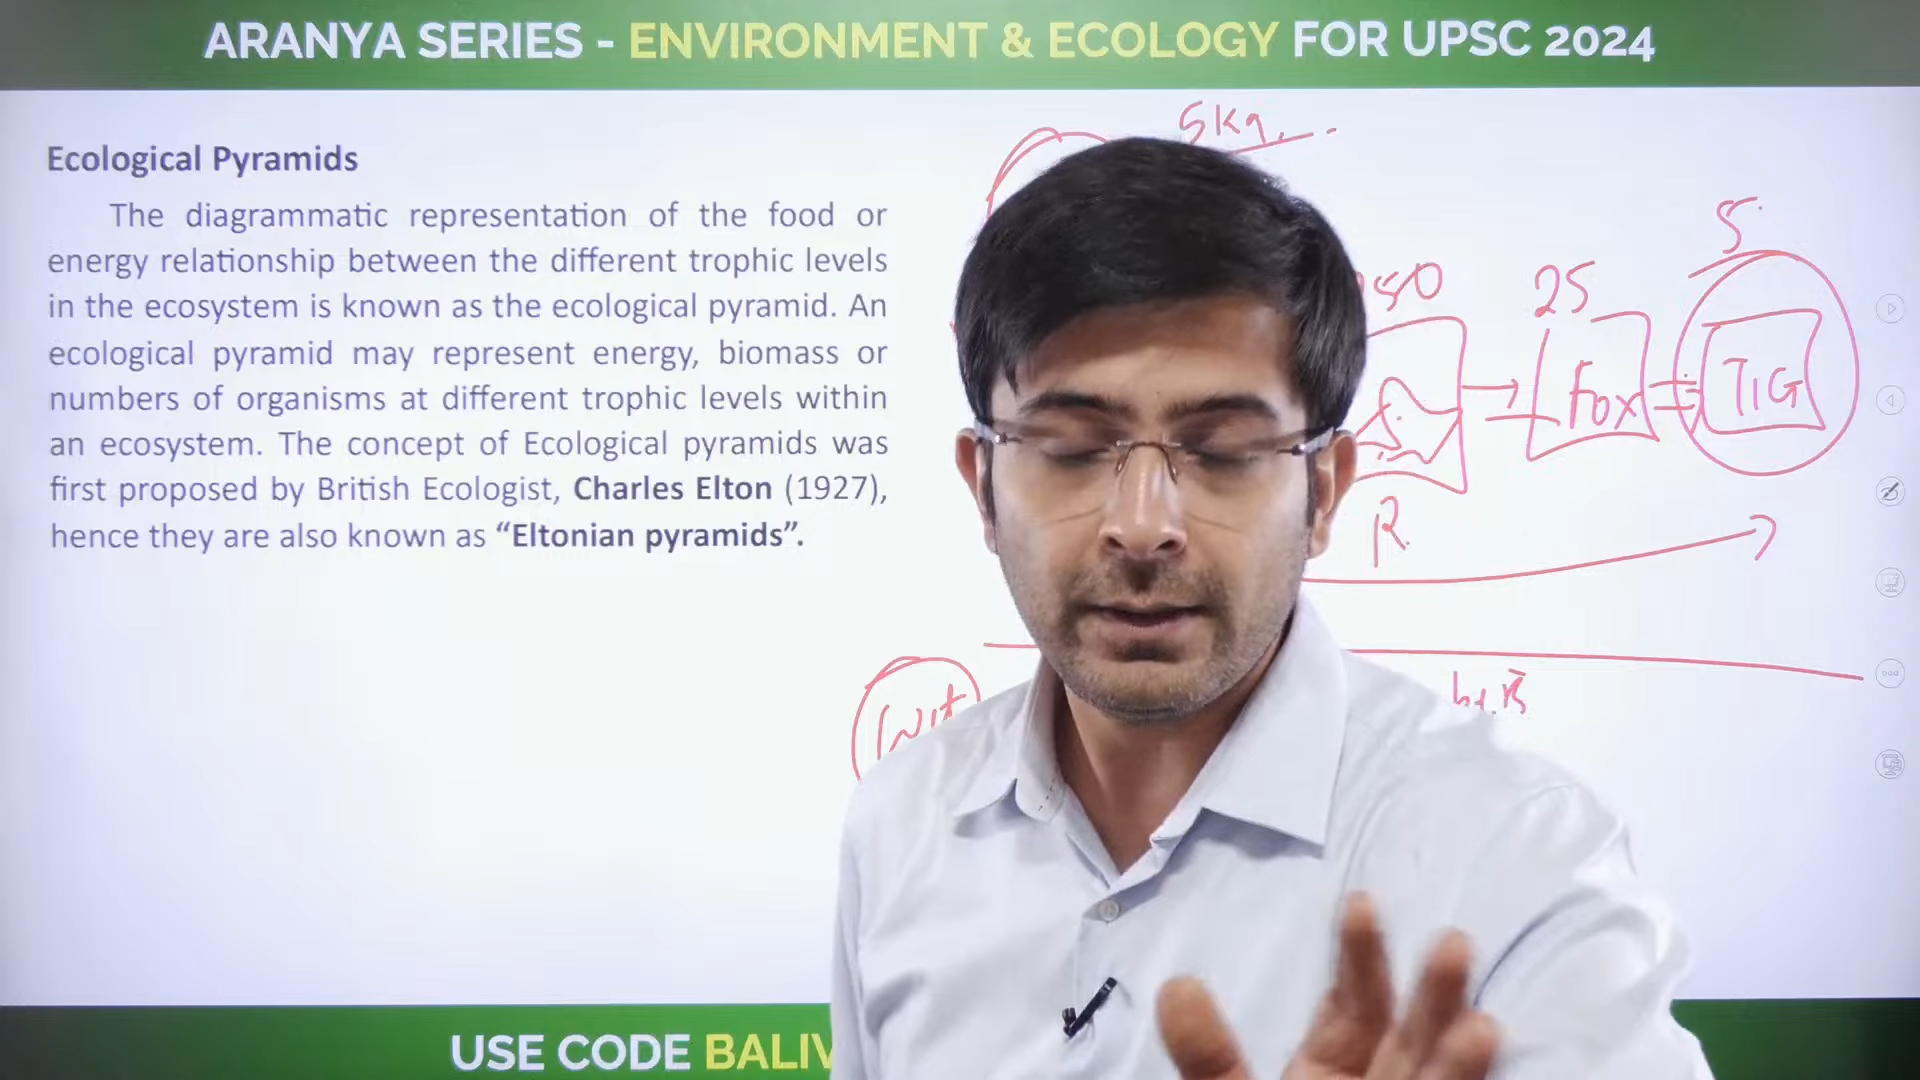 ARANYA SERIES - ENVIRONMENT & ECOLOGY FOR UPSC 2024
Ecological Pyramids
The diagrammatic representation of the food or
energy relationship between the different trophic levels
in the ecosystem is known as the ecological pyramid. An
ecological pyramid may represent energy, biomass or
numbers of organisms at different trophic levels within
an ecosystem. The concept of Ecological pyramids was
first proposed by British Ecologist, Charles Elton (1927),
hence they are also known as “Eltonian pyramids”.
5kg
5
25
Fox
TIG
R
USE CODE BALIV